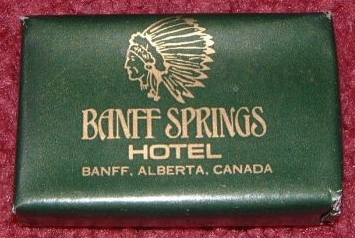 BANFF SPRINGS
HOTEL
BANFF, ALBERTA, CANADA